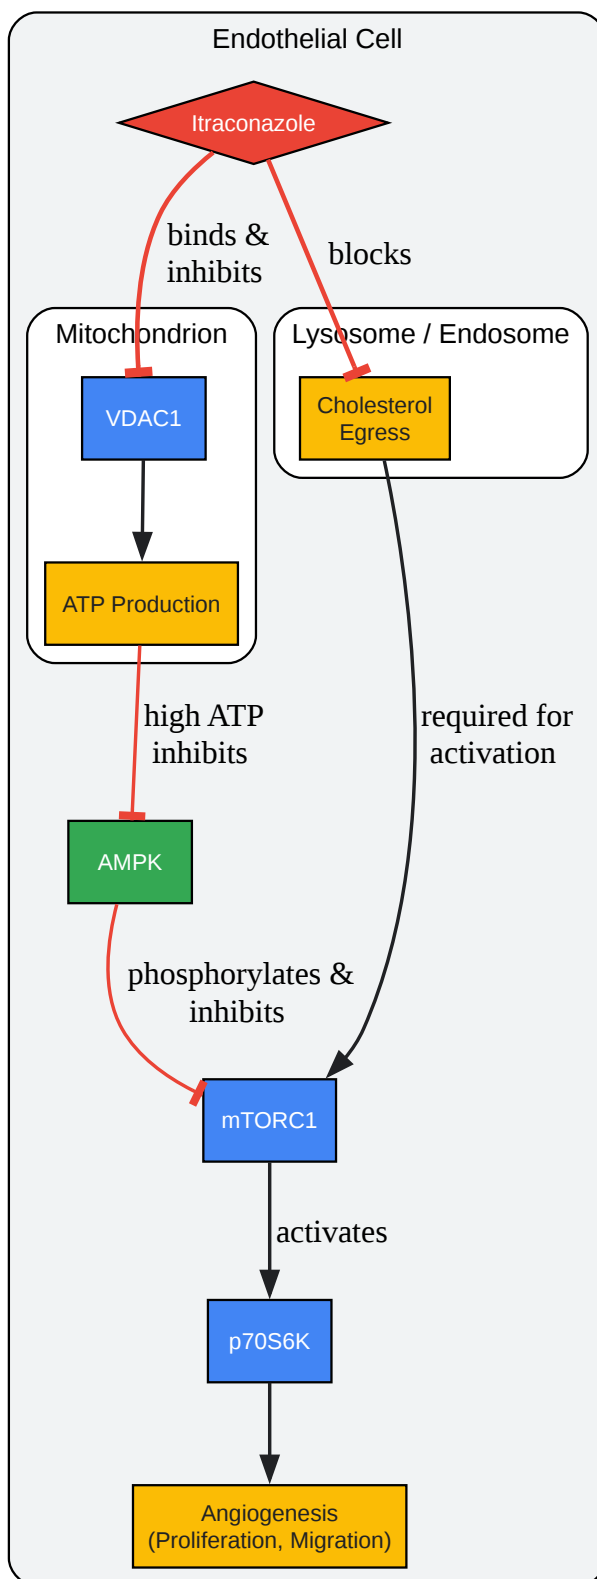 Endothelial Cell
Itraconazole
binds &
inhibits
blocks
Mitochondrion
Lysosome / Endosome
VDAC1
Cholesterol
Egress
ATP Production
high ATP
inhibits
required for
activation
AMPK
phosphorylates &
inhibits
mTORC1
activates
p70S6K
Angiogenesis
(Proliferation, Migration)